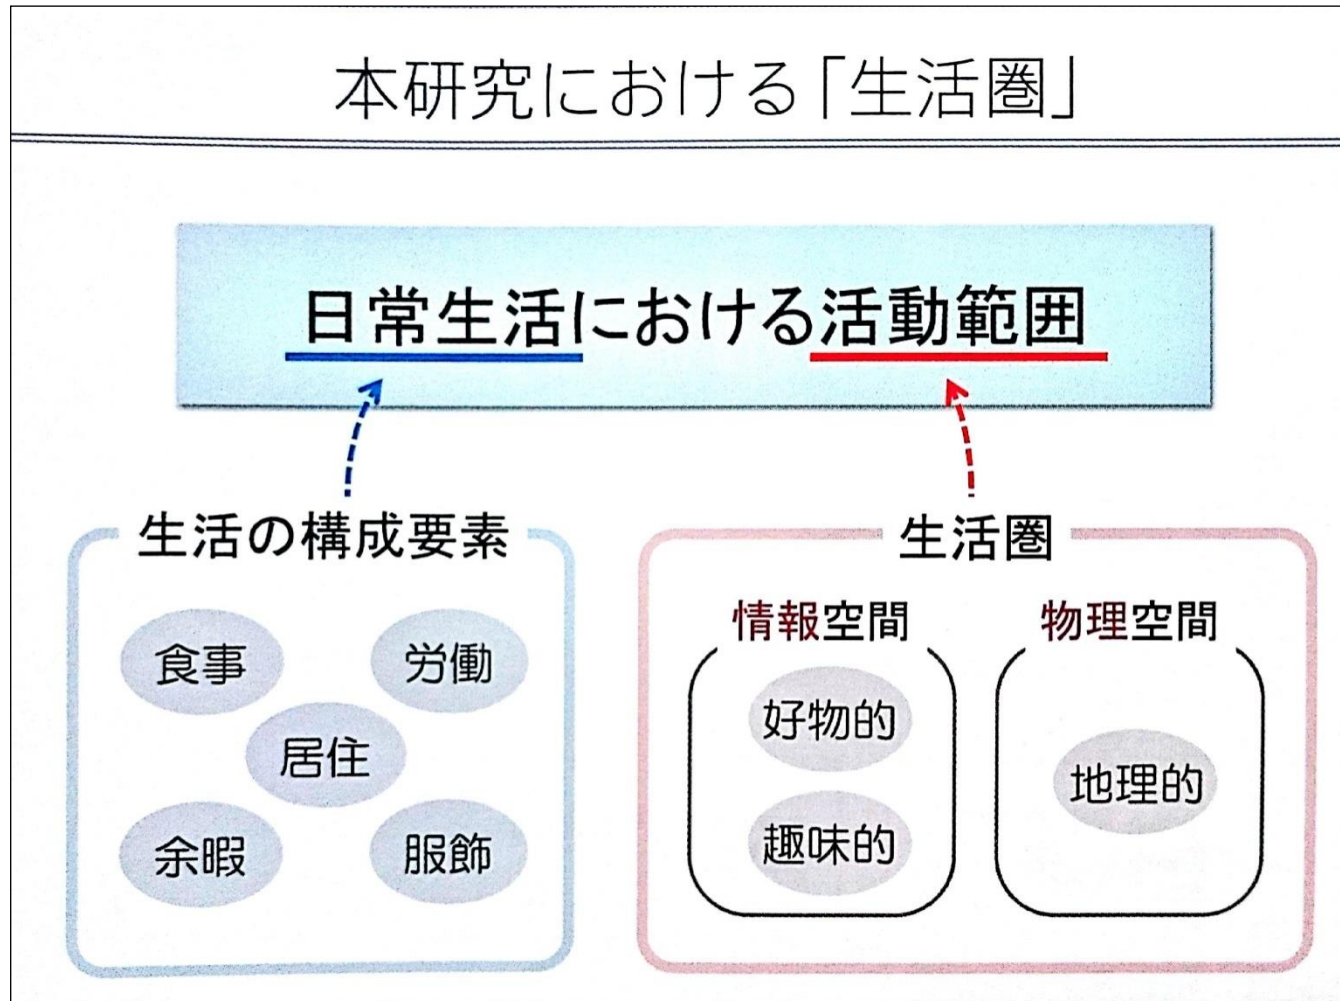 本研究における「生活圏」
日常生活における活動範囲
生活の構成要素
食事
労働
居住
余暇
服飾
生活圏
情報空間
好物的
趣味的
物理空間
地理的